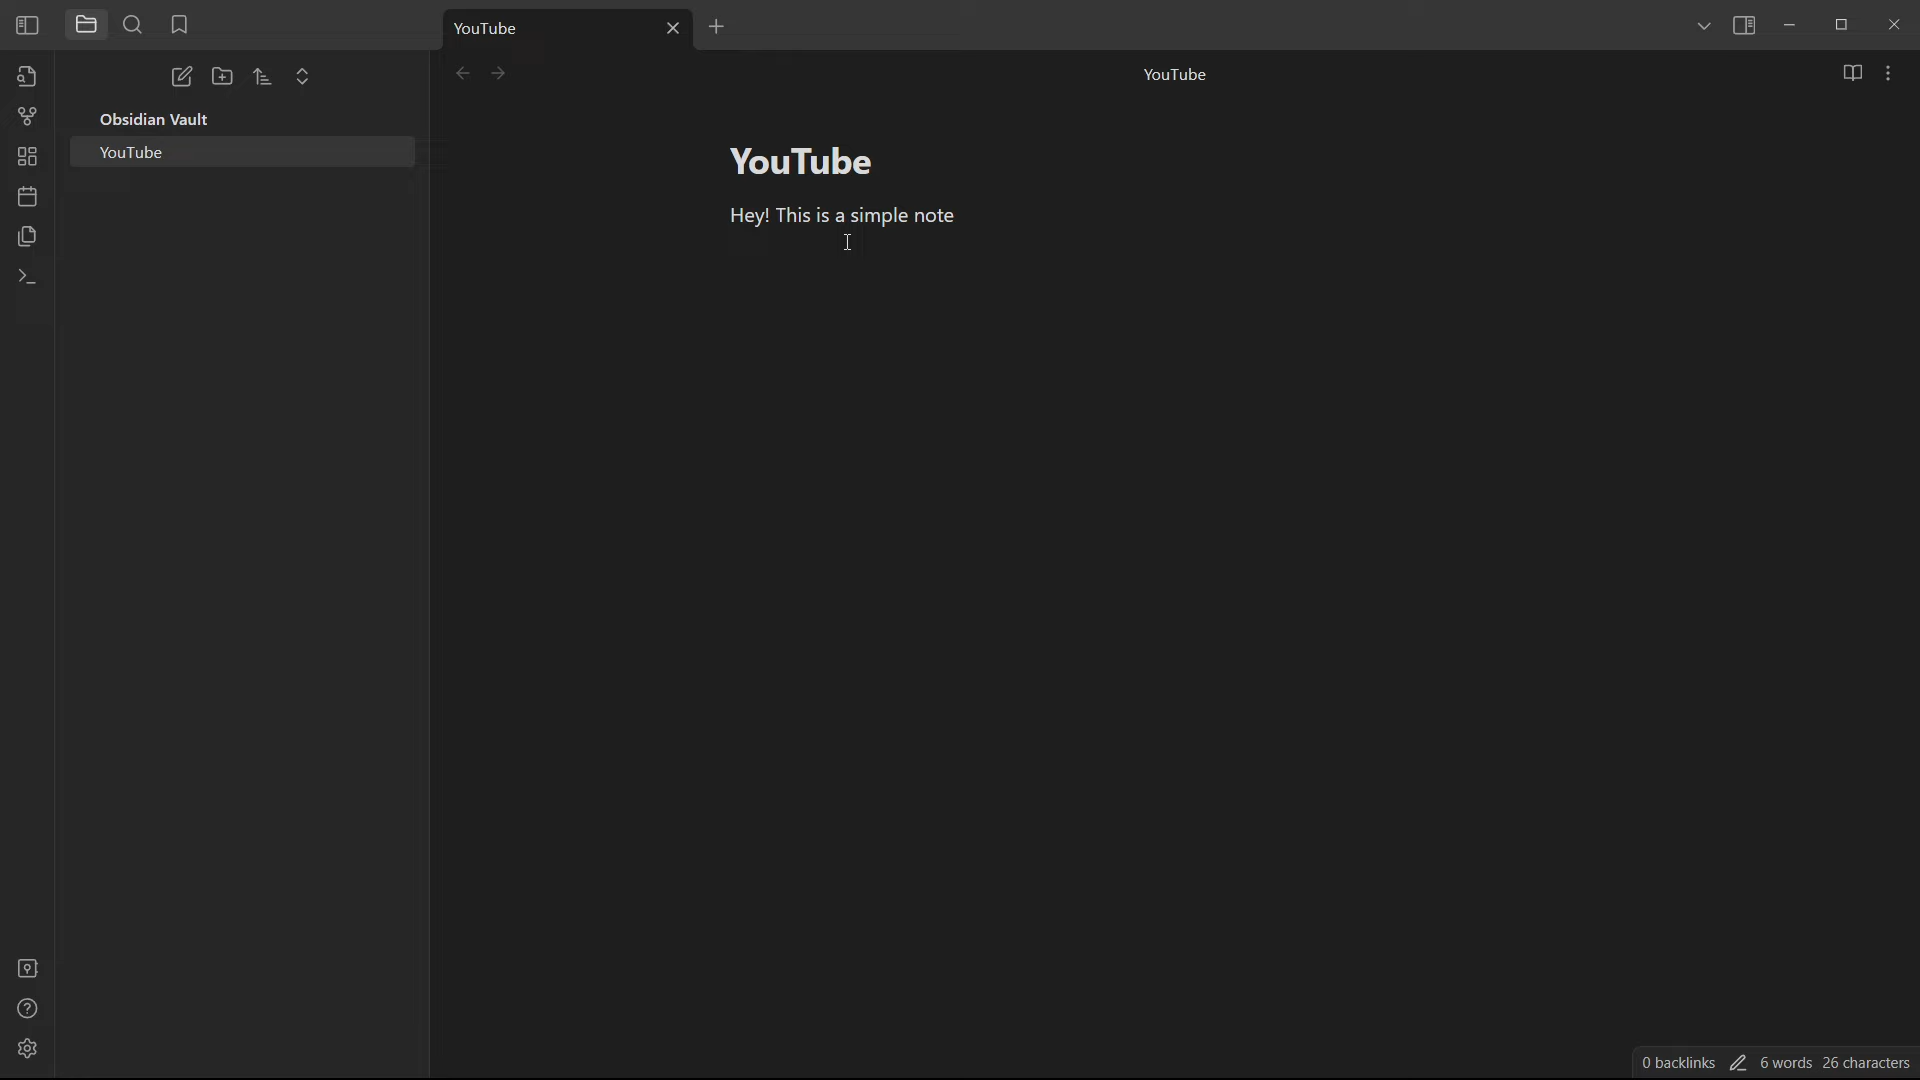 YouTube
YouTube
Obsidian Vault
YouTube
YouTube
Hey! This is a simple note
0 backlinks 6 words 26 characters